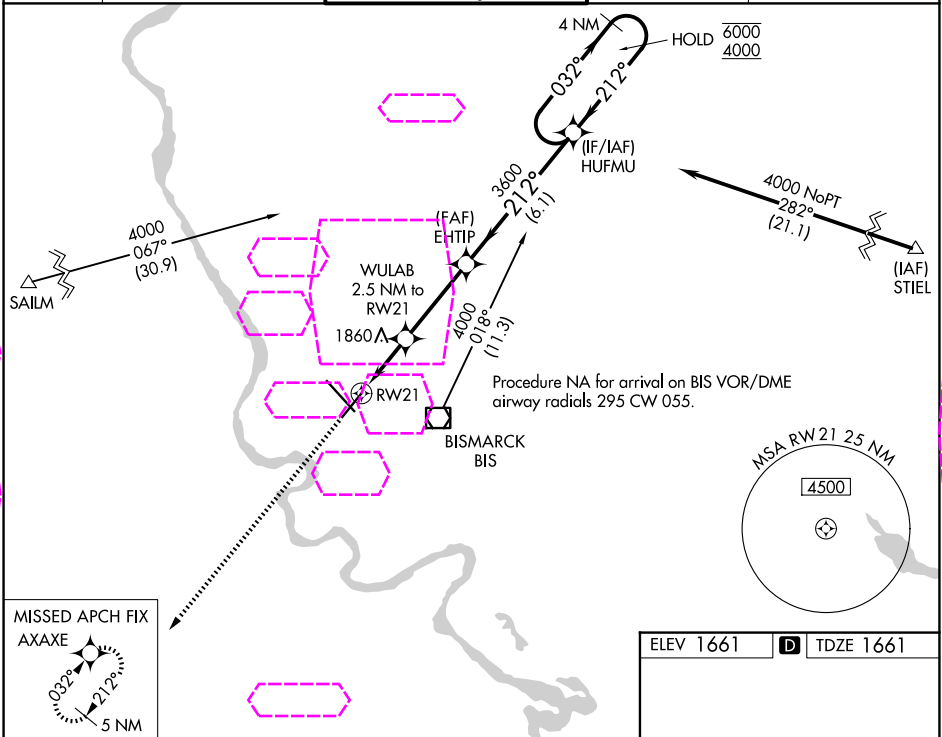 4 NM
HOLD
6000
4000
032°
212°
(IF/IAF)
HUFMU
3600
212°
(6.1)
4000 NoPT
282°
(21.1)
(IAF)
STIEL
4000
067°
(30.9)
SAILM
(FAF)
EHTIP
WULAB
2.5 NM to
RW21
1860
4000
018°
(11.3)
RW21
Procedure NA for arrival on BIS VOR/DME
airway radials 295 CW 055.
BISMARCK
BIS
MSA RW21 25 NM
4500
MISSED APCH FIX
AXAXE
032°
212°
5 NM
ELEV 1661
D
TDZE 1661